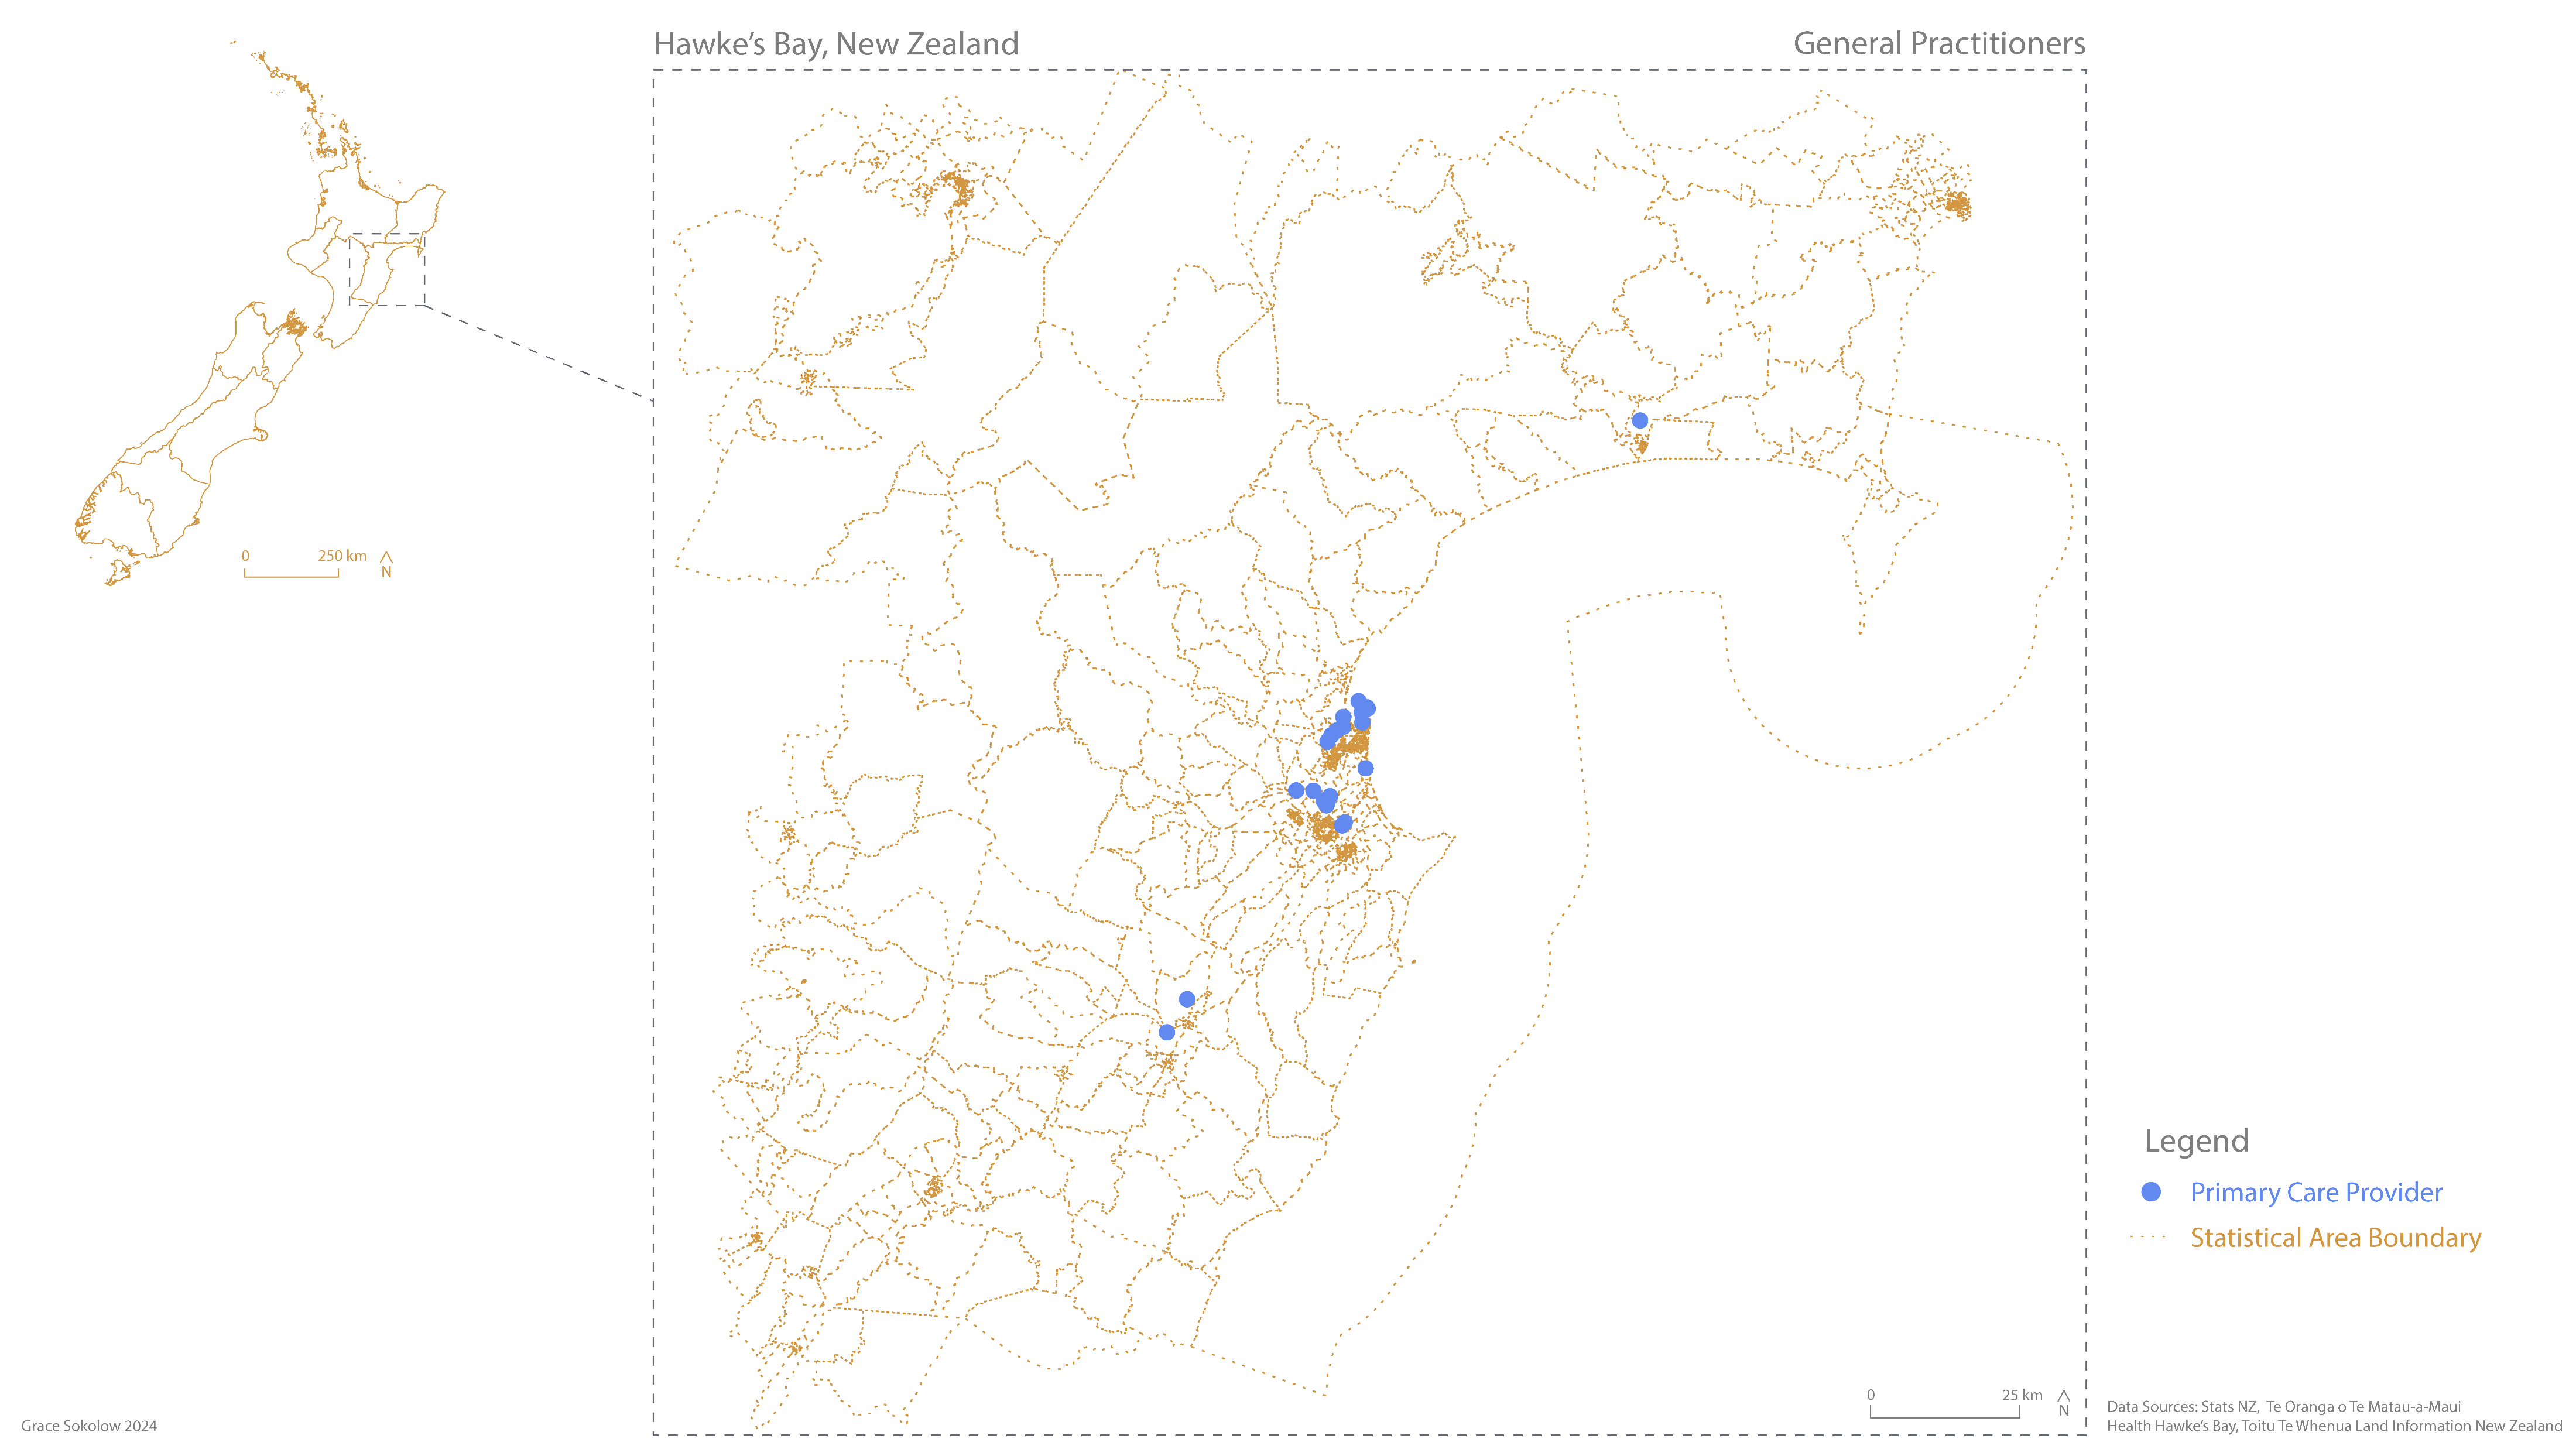 Hawke’s Bay, New Zealand
General Practitioners
0 250 km
N
Legend
Primary Care Provider
Statistical Area Boundary
0 25 km
N
Grace Sokolow 2024
Data Sources: Stats NZ, Te Oranga o Te Matau-a-Māui
Health Hawke’s Bay, Toitū Te Whenua Land Information New Zealand